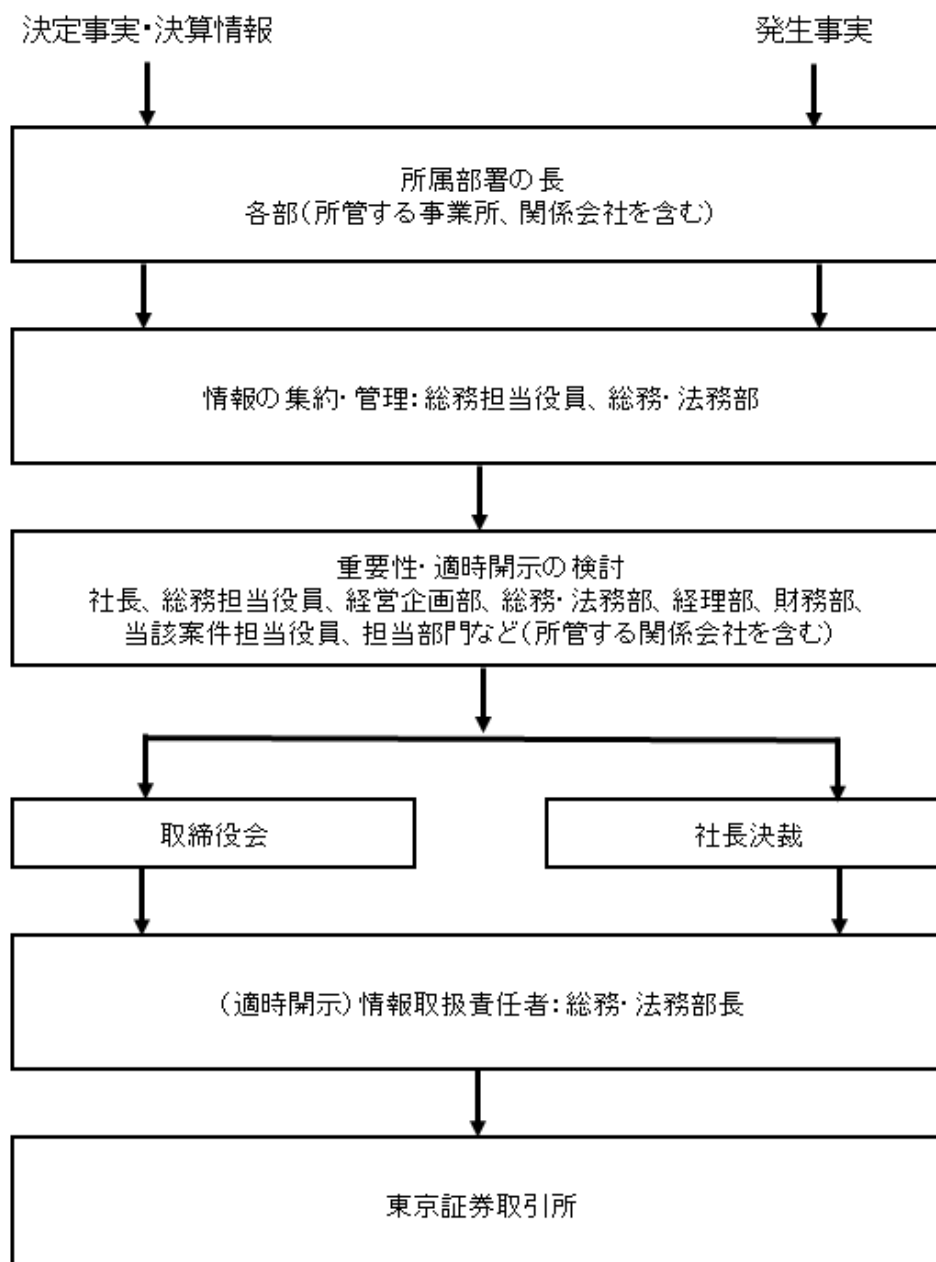 決定事実・決算情報
発生事実
所属部署の長
各部(所管する事業所、関係会社を含む)
情報の集約・管理:総務担当役員、総務・法務部
重要性・適時開示の検討
社長、総務担当役員、経営企画部、総務・法務部、経理部、財務部、
当該案件担当役員、担当部門など(所管する関係会社を含む)
取締役会
社長決裁
(適時開示)情報取扱責任者:総務・法務部長
東京証券取引所